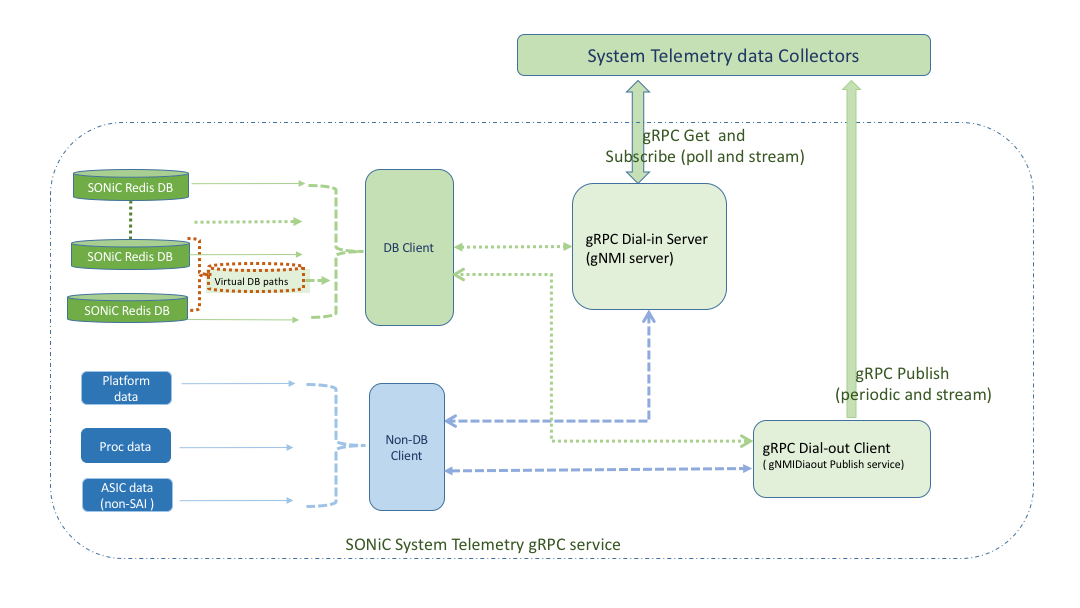 System Telemetry data Collectors
gRPC Get and
Subscribe (poll and stream)
SONiC Redis DB
SONiC Redis DB
Virtual DB paths
SONiC Redis DB
DB Client
gRPC Dial-in Server
(gNMI server)
Platform
data
Proc data
ASIC data
(non-SAI )
Non-DB
Client
gRPC Publish
(periodic and stream)
gRPC Dial-out Client
( gNMIDiaout Publish service)
SONiC System Telemetry gRPC service